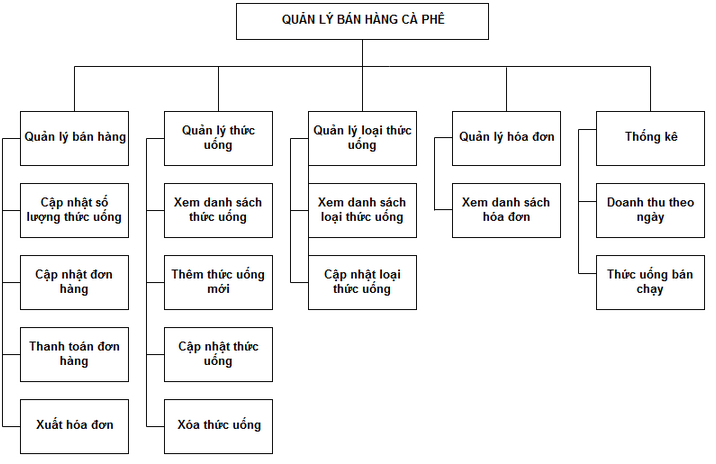 QUẢN LÝ BÁN HÀNG CÀ PHÊ
Quản lý bán hàng
Cập nhật số
lượng thức uống
Cập nhật đơn
hàng
Thanh toán đơn
hàng
Xuất hóa đơn
Quản lý thức
uống
Xem danh sách
thức uống
Thêm thức uống
mới
Cập nhật thức
uống
Xóa thức uống
Quản lý loại thức
uống
Xem danh sách
loại thức uống
Cập nhật loại
thức uống
Quản lý hóa đơn
Xem danh sách
hóa đơn
Thống kê
Doanh thu theo
ngày
Thức uống bán
chạy